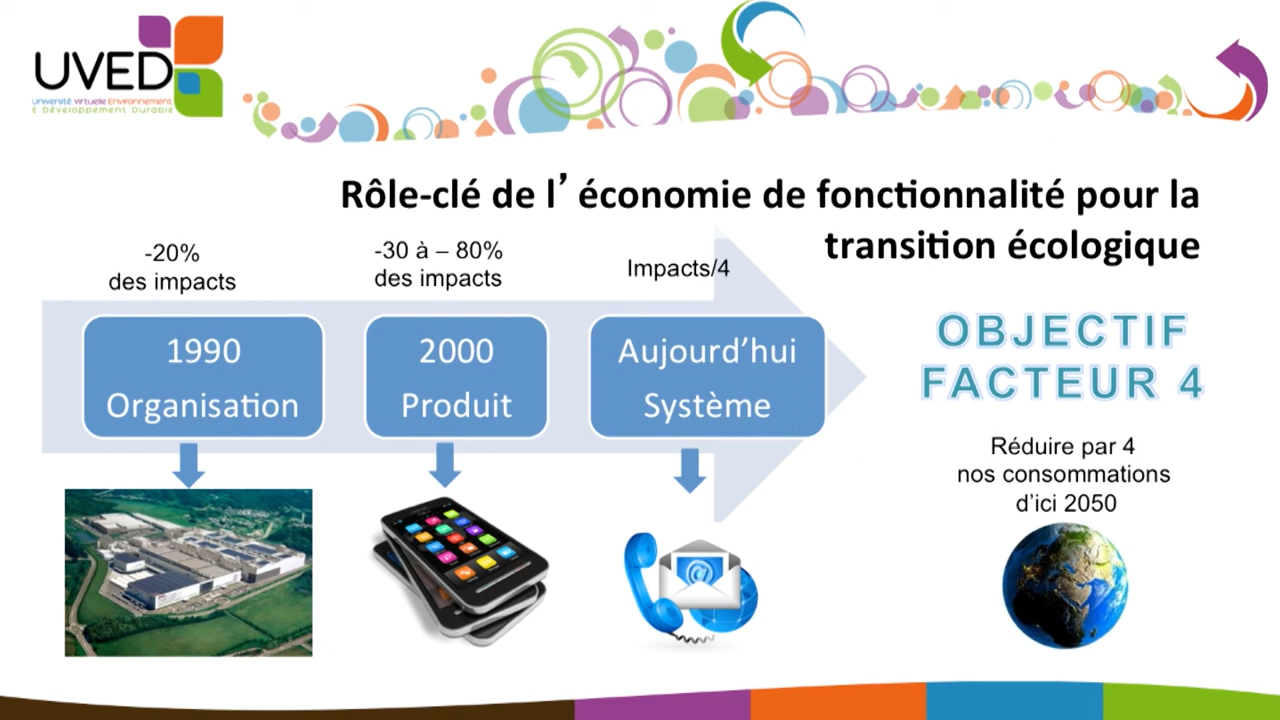 UVED
Université Virtuelle Environnement
& Développement Durable
Rôle-clé de l’économie de fonctionnalité pour la
transition écologique
-20%
des impacts
-30 à – 80%
des impacts
Impacts/4
1990
Organisation
2000
Produit
Aujourd’hui
Système
OBJECTIF
FACTEUR 4
Réduire par 4
nos consommations
d’ici 2050
@